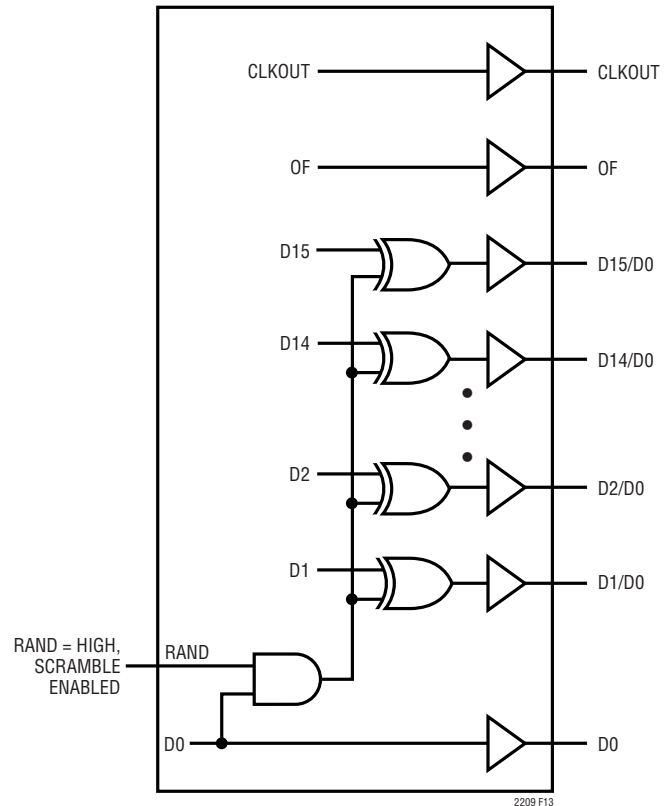 CLKOUT
CLKOUT
OF
OF
D15
D15/D0
D14
D14/D0
D2
D2/D0
D1
D1/D0
RAND = HIGH,
SCRAMBLE
ENABLED
RAND
D0
D0
2209 F13